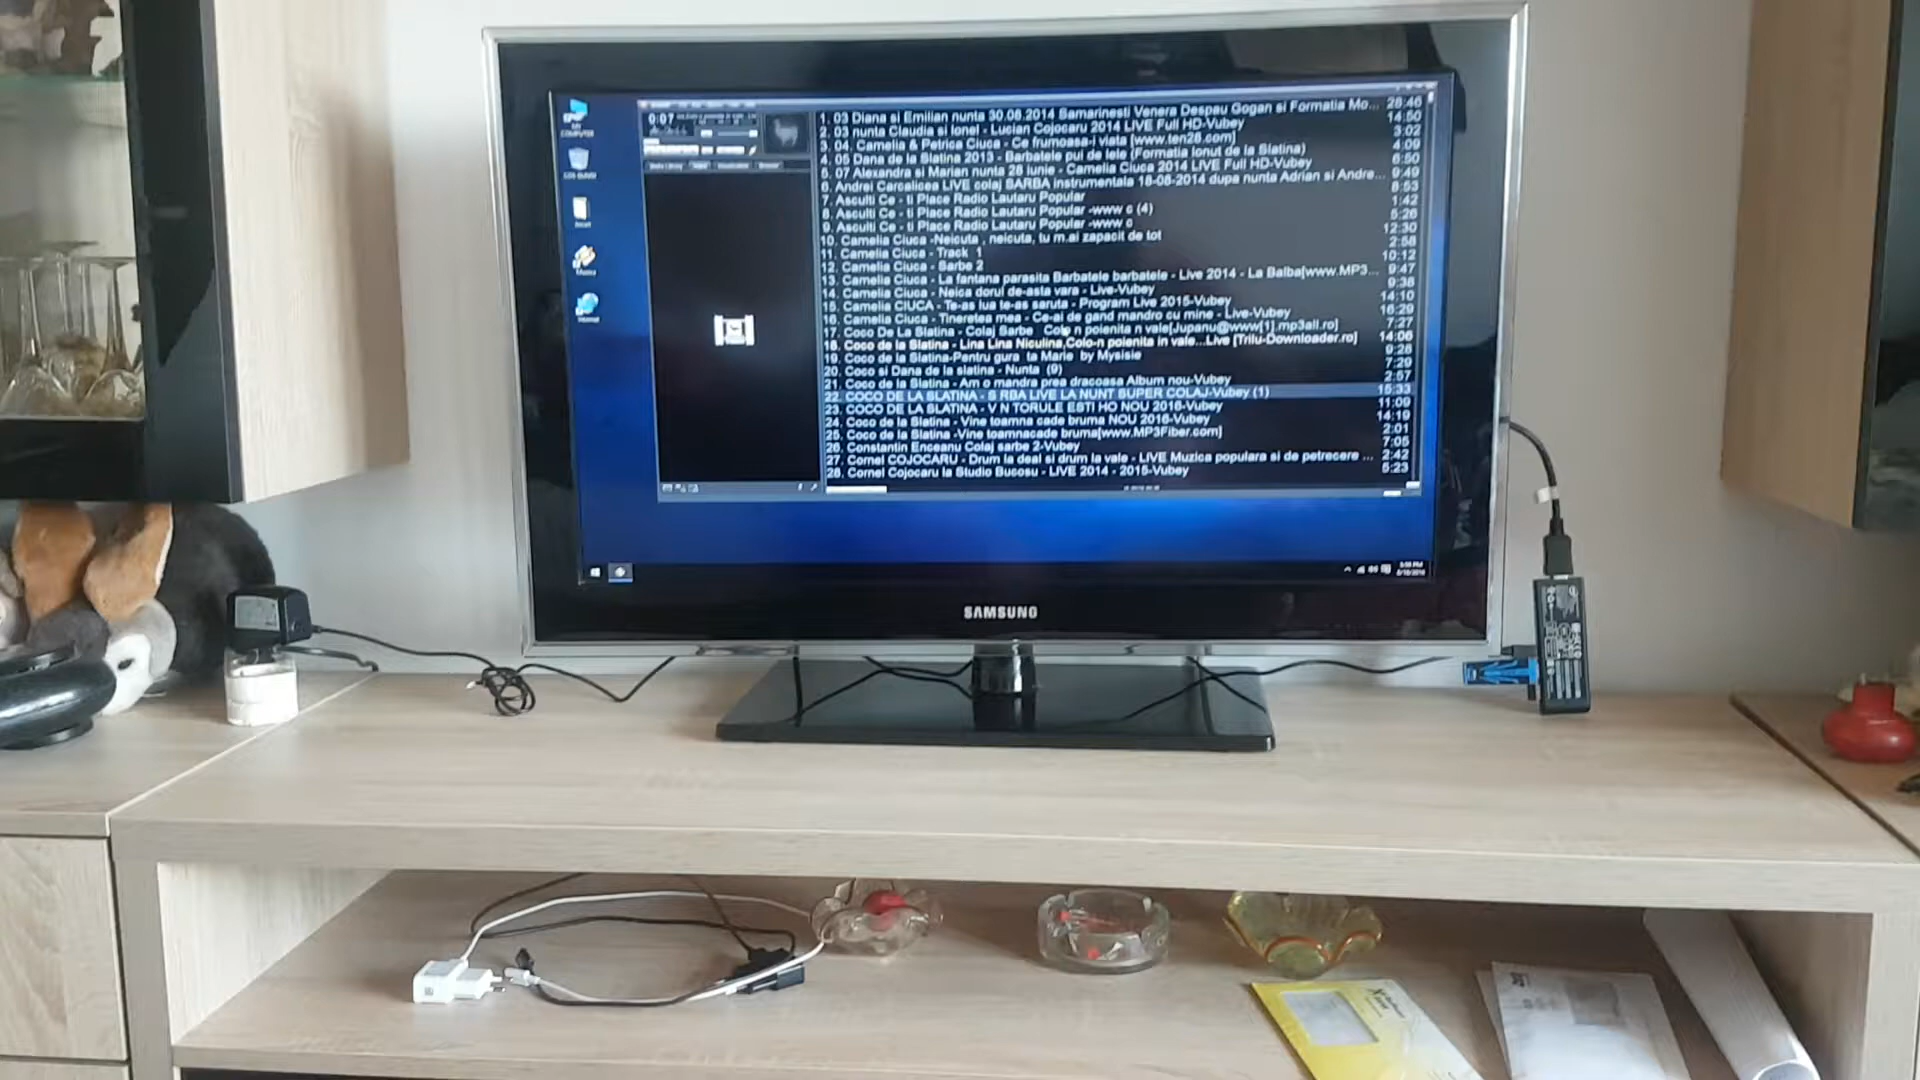 MY COMPUTER
0:07
1. 03 Diana si Emilian nunta 30.08.2014 Samarinesti Venera Despau Gogan si Formatia Mo... 28:46
2. 03 nunta Claudia si Ionel - Lucian Cojocaru 2014 LIVE Full HD-Vubey 14:50
3. 04. Camelia & Petrica Ciuca - Ce frumoasa-i viata [www.ten28.com] 3:02
4. 05 Dana de la Slatina 2013 - Barbatele pui de lele (Formatia Ionut de la Slatina) 4:09
5. 07 Alexandra si Marian nunta 28 iunie - Camelia Ciuca 2014 LIVE Full HD-Vubey 6:50
6. Andrei Carcalicea LIVE colaj SARBA instrumentala 18-08-2014 dupa nunta Adrian si Andre... 9:49
7. Asculti Ce - ti Place Radio Lautaru Popular 8:53
8. Asculti Ce - ti Place Radio Lautaru Popular -www c (4) 1:42
9. Asculti Ce - ti Place Radio Lautaru Popular -www c 5:26
10. Camelia Ciuca -Neicuta , neicuta, tu m.ai zapacit de tot 12:30
11. Camelia Ciuca - Track 1 2:58
12. Camelia Ciuca - Sarbe 2 10:12
13. Camelia Ciuca - La fantana parasita Barbatele barbatele - Live 2014 - La Balba[www.MP3... 9:47
14. Camelia Ciuca - Neica dorul de-asta vara - Live-Vubey 9:38
15. Camelia CIUCA - Te-as lua te-as saruta - Program Live 2015-Vubey 14:10
16. Camelia Ciuca - Tineretea mea - Ce-ai de gand mandro cu mine - Live-Vubey 16:29
17. Coco De La Slatina - Colaj Sarbe Colo n poienita n vale[Jupanu@www[1].mp3all.ro] 7:27
18. Coco de la Slatina - Lina Lina Niculina,Colo-n poienita in vale...Live [Trilu-Downloader.ro] 14:06
19. Coco de la Slatina-Pentru gura ta Marie by Mysisie 9:28
20. Coco si Dana de la slatina - Nunta (9) 7:29
21. Coco de la Slatina - Am o mandra prea dracoasa Album nou-Vubey 2:57
22. COCO DE LA SLATINA - S RBA LIVE LA NUNT SUPER COLAJ-Vubey (1) 15:33
23. COCO DE LA SLATINA - V N TORULE ESTI HO NOU 2016-Vubey 11:09
24. Coco de la Slatina - Vine toamna cade bruma NOU 2016-Vubey 14:19
25. Coco de la Slatina -Vine toamnacade bruma[www.MP3Fiber.com] 2:01
26. Constantin Enceanu Colaj sarbe 2-Vubey 7:05
27. Cornel COJOCARU - Drum la deal si drum la vale - LIVE Muzica populara si de petrecere ... 2:42
28. Cornel Cojocaru la Studio Bucosu - LIVE 2014 - 2015-Vubey 5:23
SAMSUNG